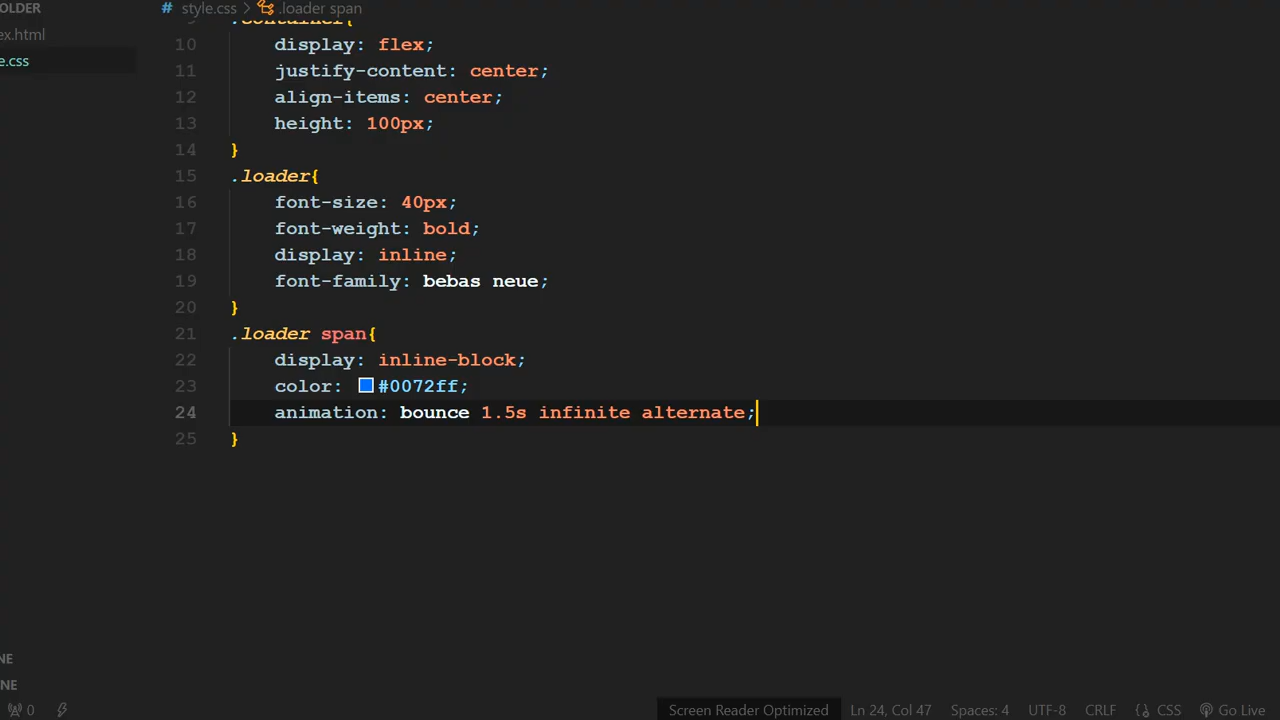 OLDER
# style.css > .loader span
ex.html
e.css
9 .container{
10 display: flex;
11 justify-content: center;
12 align-items: center;
13 height: 100px;
14 }
15 .loader{
16 font-size: 40px;
17 font-weight: bold;
18 display: inline;
19 font-family: bebas neue;
20 }
21 .loader span{
22 display: inline-block;
23 color: #0072ff;
24 animation: bounce 1.5s infinite alternate;
25 }
NE
NE
0 Screen Reader Optimized Ln 24, Col 47 Spaces: 4 UTF-8 CRLF {} CSS Go Live